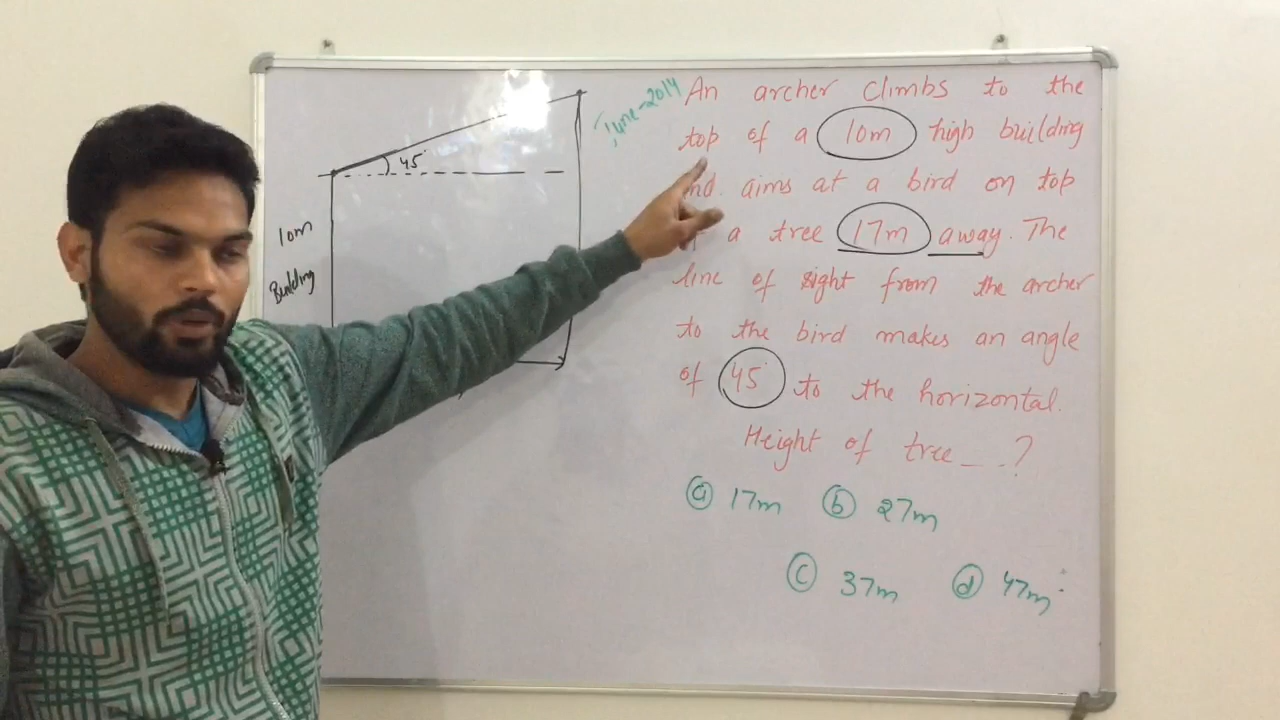 45°
10m
Building
June-2014
An archer climbs to the
top of a 10m high building
and. aims at a bird on top
a tree 17m away. The
line of sight from the archer
to the bird makes an angle
of 45° to the horizontal.
Height of tree _ _ . ?
a 17m b 27m
c 37m d 47m